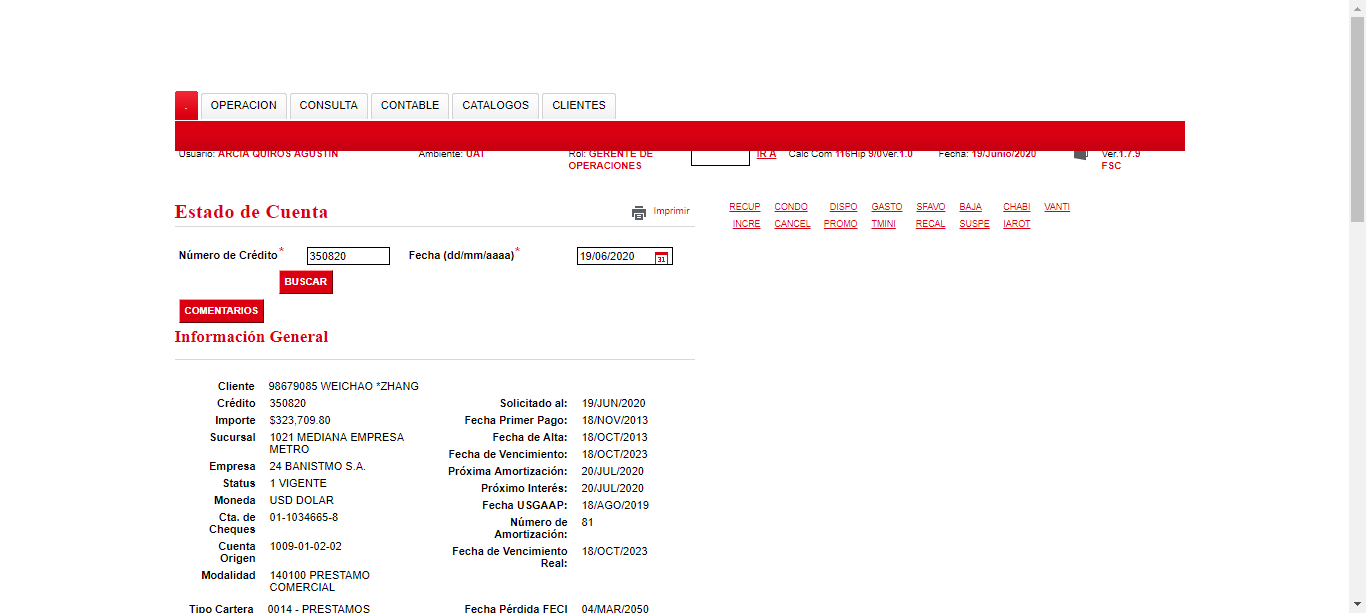 .
OPERACION
CONSULTA
CONTABLE
CATALOGOS
CLIENTES
Usuario: ARCIA QUIROS AGUSTIN
Ambiente: UAT
Rol: GERENTE DE
OPERACIONES
IR A
Calc Com 116Hip 9/0Ver.1.0
Fecha: 19/Junio/2020
Ver.1.7.9
FSC
Estado de Cuenta
Imprimir
RECUP CONDO DISPO GASTO SFAVO BAJA CHABI VANTI
INCRE CANCEL PROMO TMINI RECAL SUSPE IAROT
Número de Crédito* 350820 Fecha (dd/mm/aaaa)* 19/06/2020 31
BUSCAR
COMENTARIOS
Información General
Cliente 98679085 WEICHAO *ZHANG
Crédito 350820 Solicitado al: 19/JUN/2020
Importe $323,709.80 Fecha Primer Pago: 18/NOV/2013
Sucursal 1021 MEDIANA EMPRESA Fecha de Alta: 18/OCT/2013
METRO
Fecha de Vencimiento: 18/OCT/2023
Empresa 24 BANISTMO S.A. Próxima Amortización: 20/JUL/2020
Status 1 VIGENTE Próximo Interés: 20/JUL/2020
Moneda USD DOLAR Fecha USGAAP: 18/AGO/2019
Cta. de 01-1034665-8
Cheques
Número de 81
Amortización:
Cuenta 1009-01-02-02
Origen
Fecha de Vencimiento 18/OCT/2023
Real:
Modalidad 140100 PRESTAMO
COMERCIAL
Tipo Cartera 0014 - PRESTAMOS Fecha Pérdida FECI 04/MAR/2050